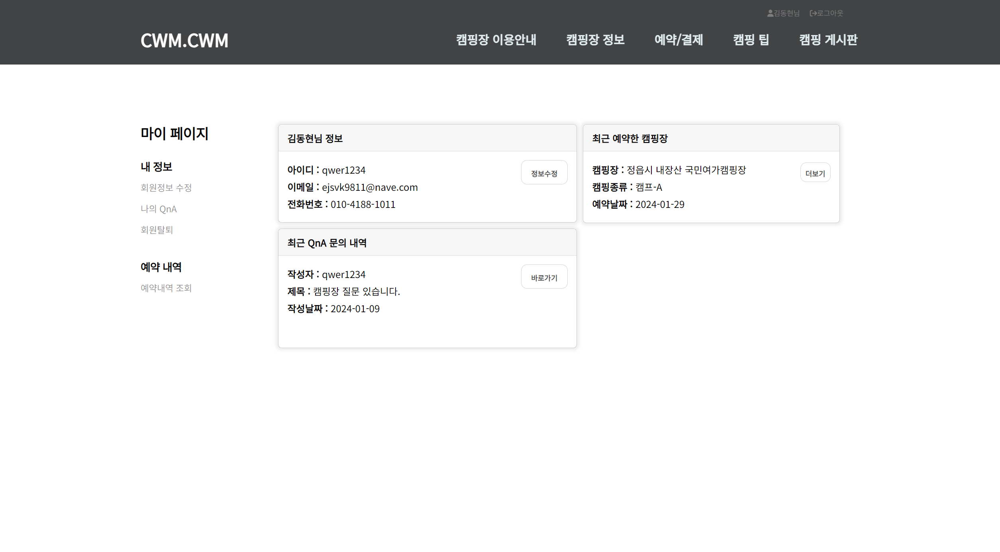 김동현님 로그아웃
CWM.CWM 캠핑장 이용안내 캠핑장 정보 예약/결제 캠핑 팁 캠핑 게시판
마이 페이지
내 정보
회원정보 수정
나의 QnA
회원탈퇴
예약 내역
예약내역 조회
김동현님 정보
아이디 : qwer1234
정보수정
이메일 : ejsvk9811@nave.com
전화번호 : 010-4188-1011
최근 예약한 캠핑장
캠핑장 : 정읍시 내장산 국민여가캠핑장
더보기
캠핑종류 : 캠프-A
예약날짜 : 2024-01-29
최근 QnA 문의 내역
작성자 : qwer1234
바로가기
제목 : 캠핑장 질문 있습니다.
작성날짜 : 2024-01-09